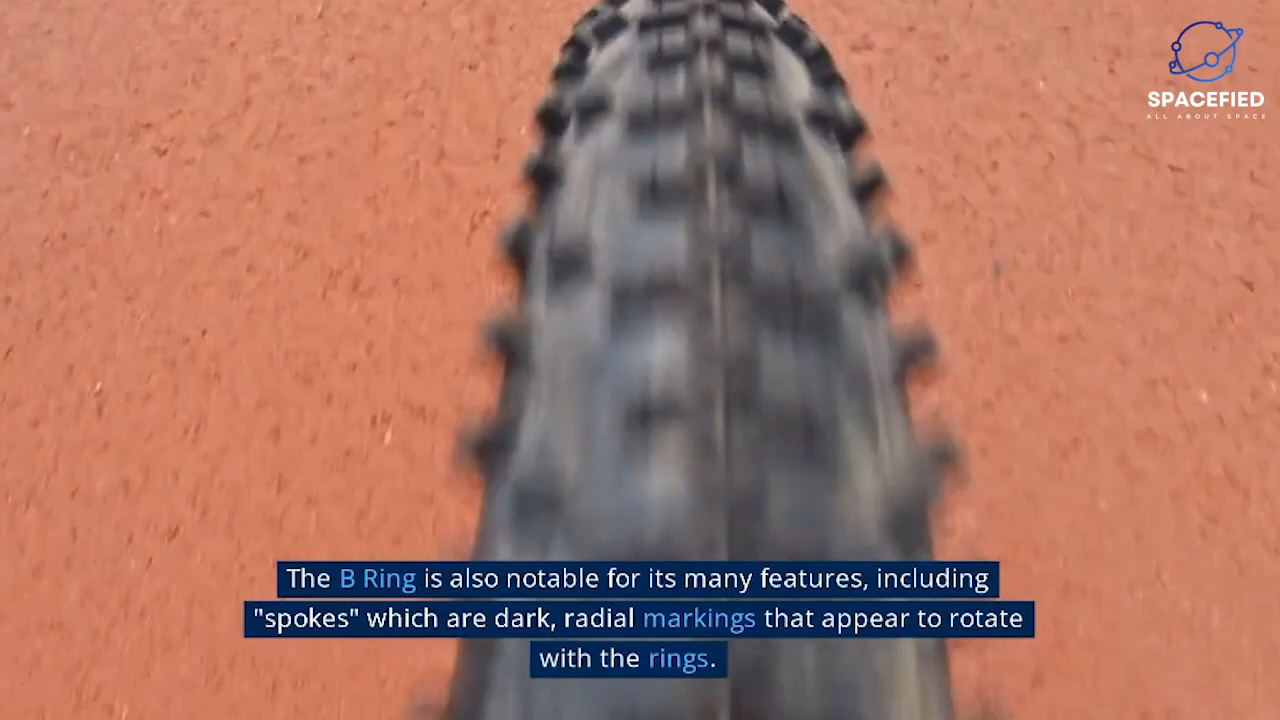 SPACEFIED
ALL ABOUT SPACE
The B Ring is also notable for its many features, including
"spokes" which are dark, radial markings that appear to rotate
with the rings.